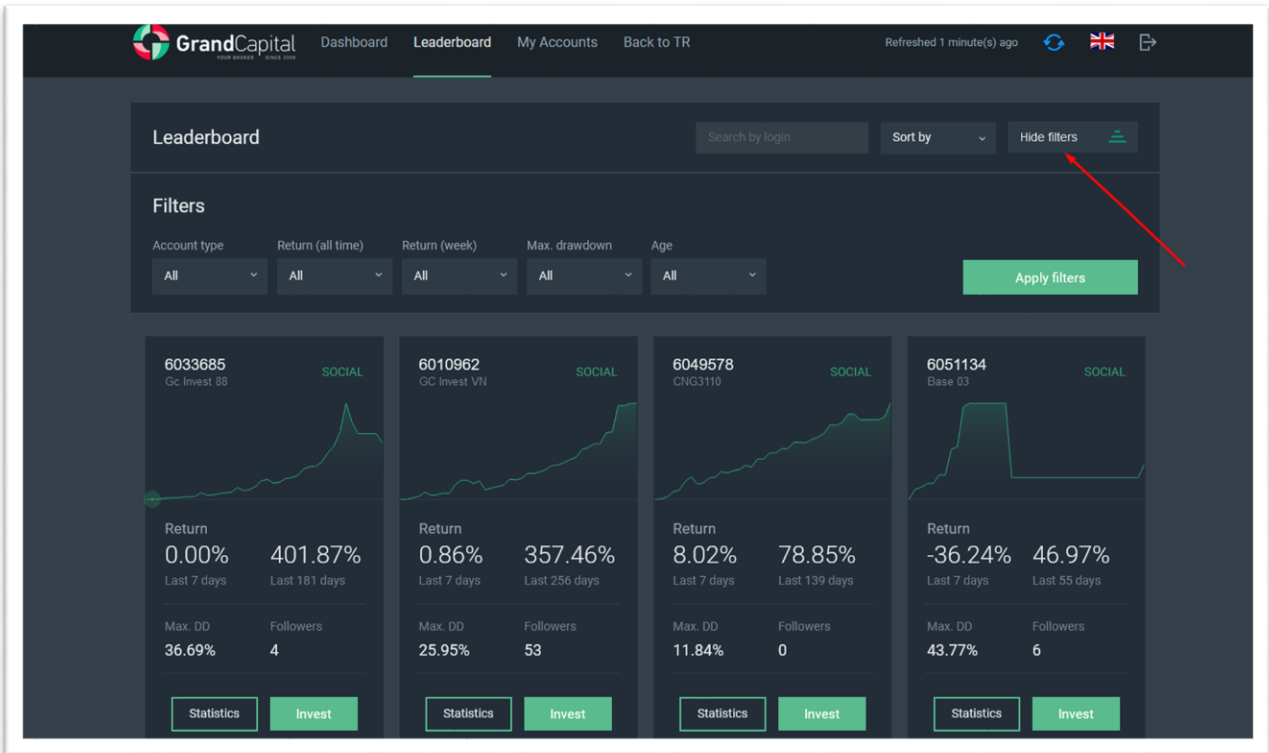 GrandCapital
YOUR BROKER SINCE 2006
Dashboard Leaderboard My Accounts Back to TR Refreshed 1 minute(s) ago
Leaderboard Search by login Sort by Hide filters
Filters
Account type Return (all time) Return (week) Max. drawdown Age
All All All All All Apply filters
6033685 SOCIAL 6010962 SOCIAL 6049578 SOCIAL 6051134 SOCIAL
Gc Invest 88 GC Invest VN CNG3110 Base 03
Return Return Return Return
0.00% 401.87% 0.86% 357.46% 8.02% 78.85% -36.24% 46.97%
Last 7 days Last 181 days Last 7 days Last 256 days Last 7 days Last 139 days Last 7 days Last 55 days
Max. DD Followers Max. DD Followers Max. DD Followers Max. DD Followers
36.69% 4 25.95% 53 11.84% 0 43.77% 6
Statistics Invest Statistics Invest Statistics Invest Statistics Invest